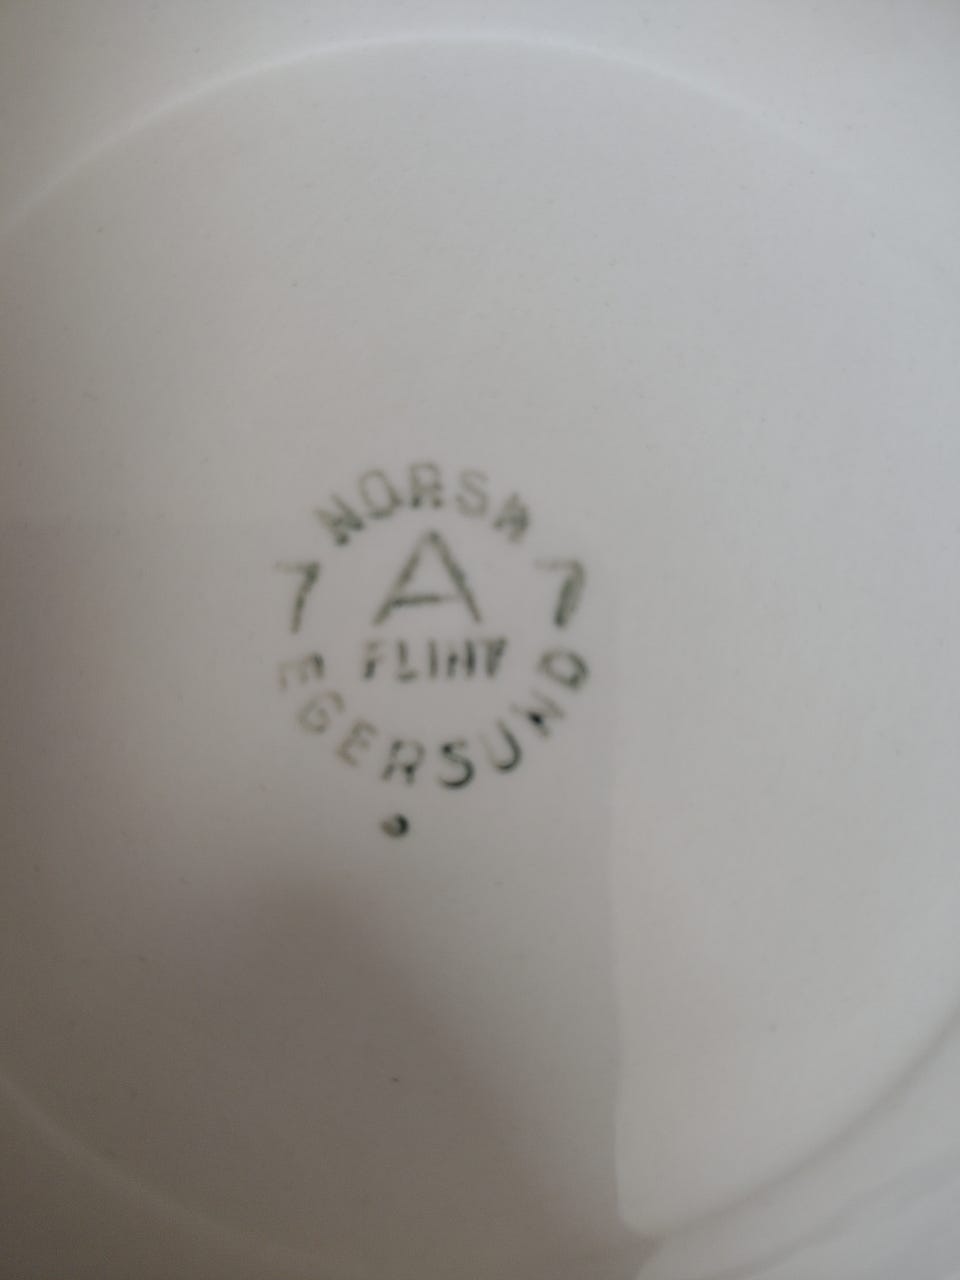 NORSK
A
7 7
FLINT
EGERSUND